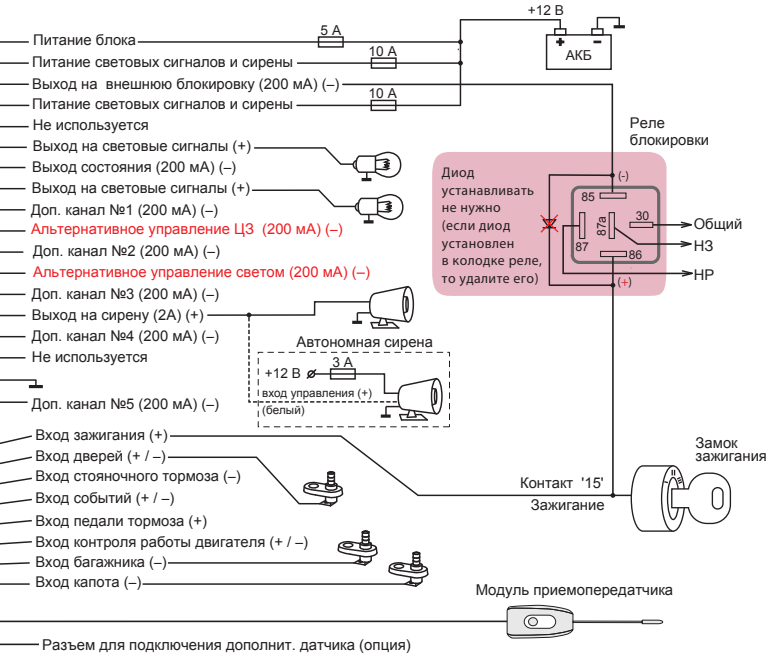 +12 В
АКБ
Питание блока
5 А
Питание световых сигналов и сирены
10 А
Выход на внешнюю блокировку (200 мА) (–)
Питание световых сигналов и сирены
10 А
Не используется
Выход на световые сигналы (+)
Выход состояния (200 мА) (–)
Выход на световые сигналы (+)
Доп. канал №1 (200 мА) (–)
Альтернативное управление ЦЗ (200 мА) (–)
Доп. канал №2 (200 мА) (–)
Альтернативное управление светом (200 мА) (–)
Доп. канал №3 (200 мА) (–)
Выход на сирену (2А) (+)
Доп. канал №4 (200 мА) (–)
Не используется
Доп. канал №5 (200 мА) (–)
Реле
блокировки
Диод
устанавливать
не нужно
(если диод
установлен
в колодке реле,
то удалите его)
(-)
85
30
87а
87
86
(+)
Общий
НЗ
НР
Автономная сирена
+12 В
3 А
вход управления (+)
(белый)
Вход зажигания (+)
Вход дверей (+ / –)
Вход стояночного тормоза (–)
Вход событий (+ / –)
Вход педали тормоза (+)
Вход контроля работы двигателя (+ / –)
Вход багажника (–)
Вход капота (–)
Контакт '15'
Зажигание
Замок
зажигания
I
II
III
Модуль приемопередатчика
Разъем для подключения дополнит. датчика (опция)